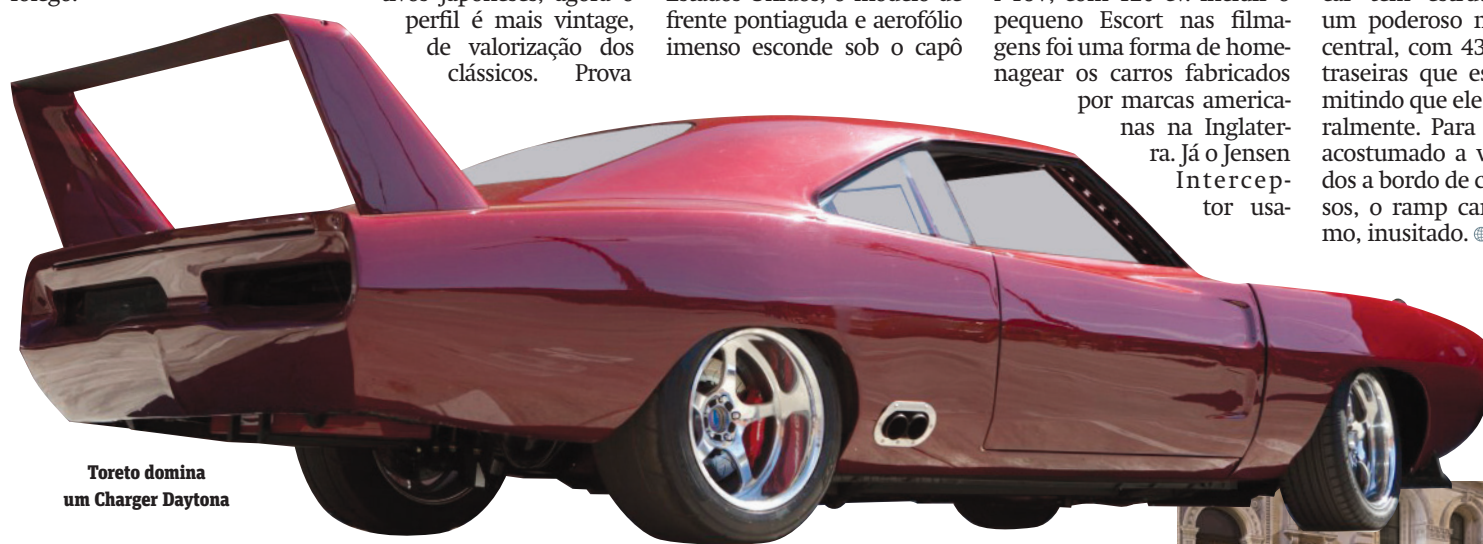 perfil é mais vintage,
de valorização dos
clássicos. Prova
frente pontiaguda e aerofólio
imenso esconde sob o capô
pequeno Escort nas filma-
gens foi uma forma de home-
nagear os carros fabricados
por marcas america-
nas na Inglater-
ra. Já o Jensen
Intercep-
tor usa-
um poderoso m
central, com 43
traseiras que es
mitindo que ele
ralmente. Para
acostumado a v
dos a bordo de c
sos, o ramp car
mo, inusitado.
Toreto domina
um Charger Daytona